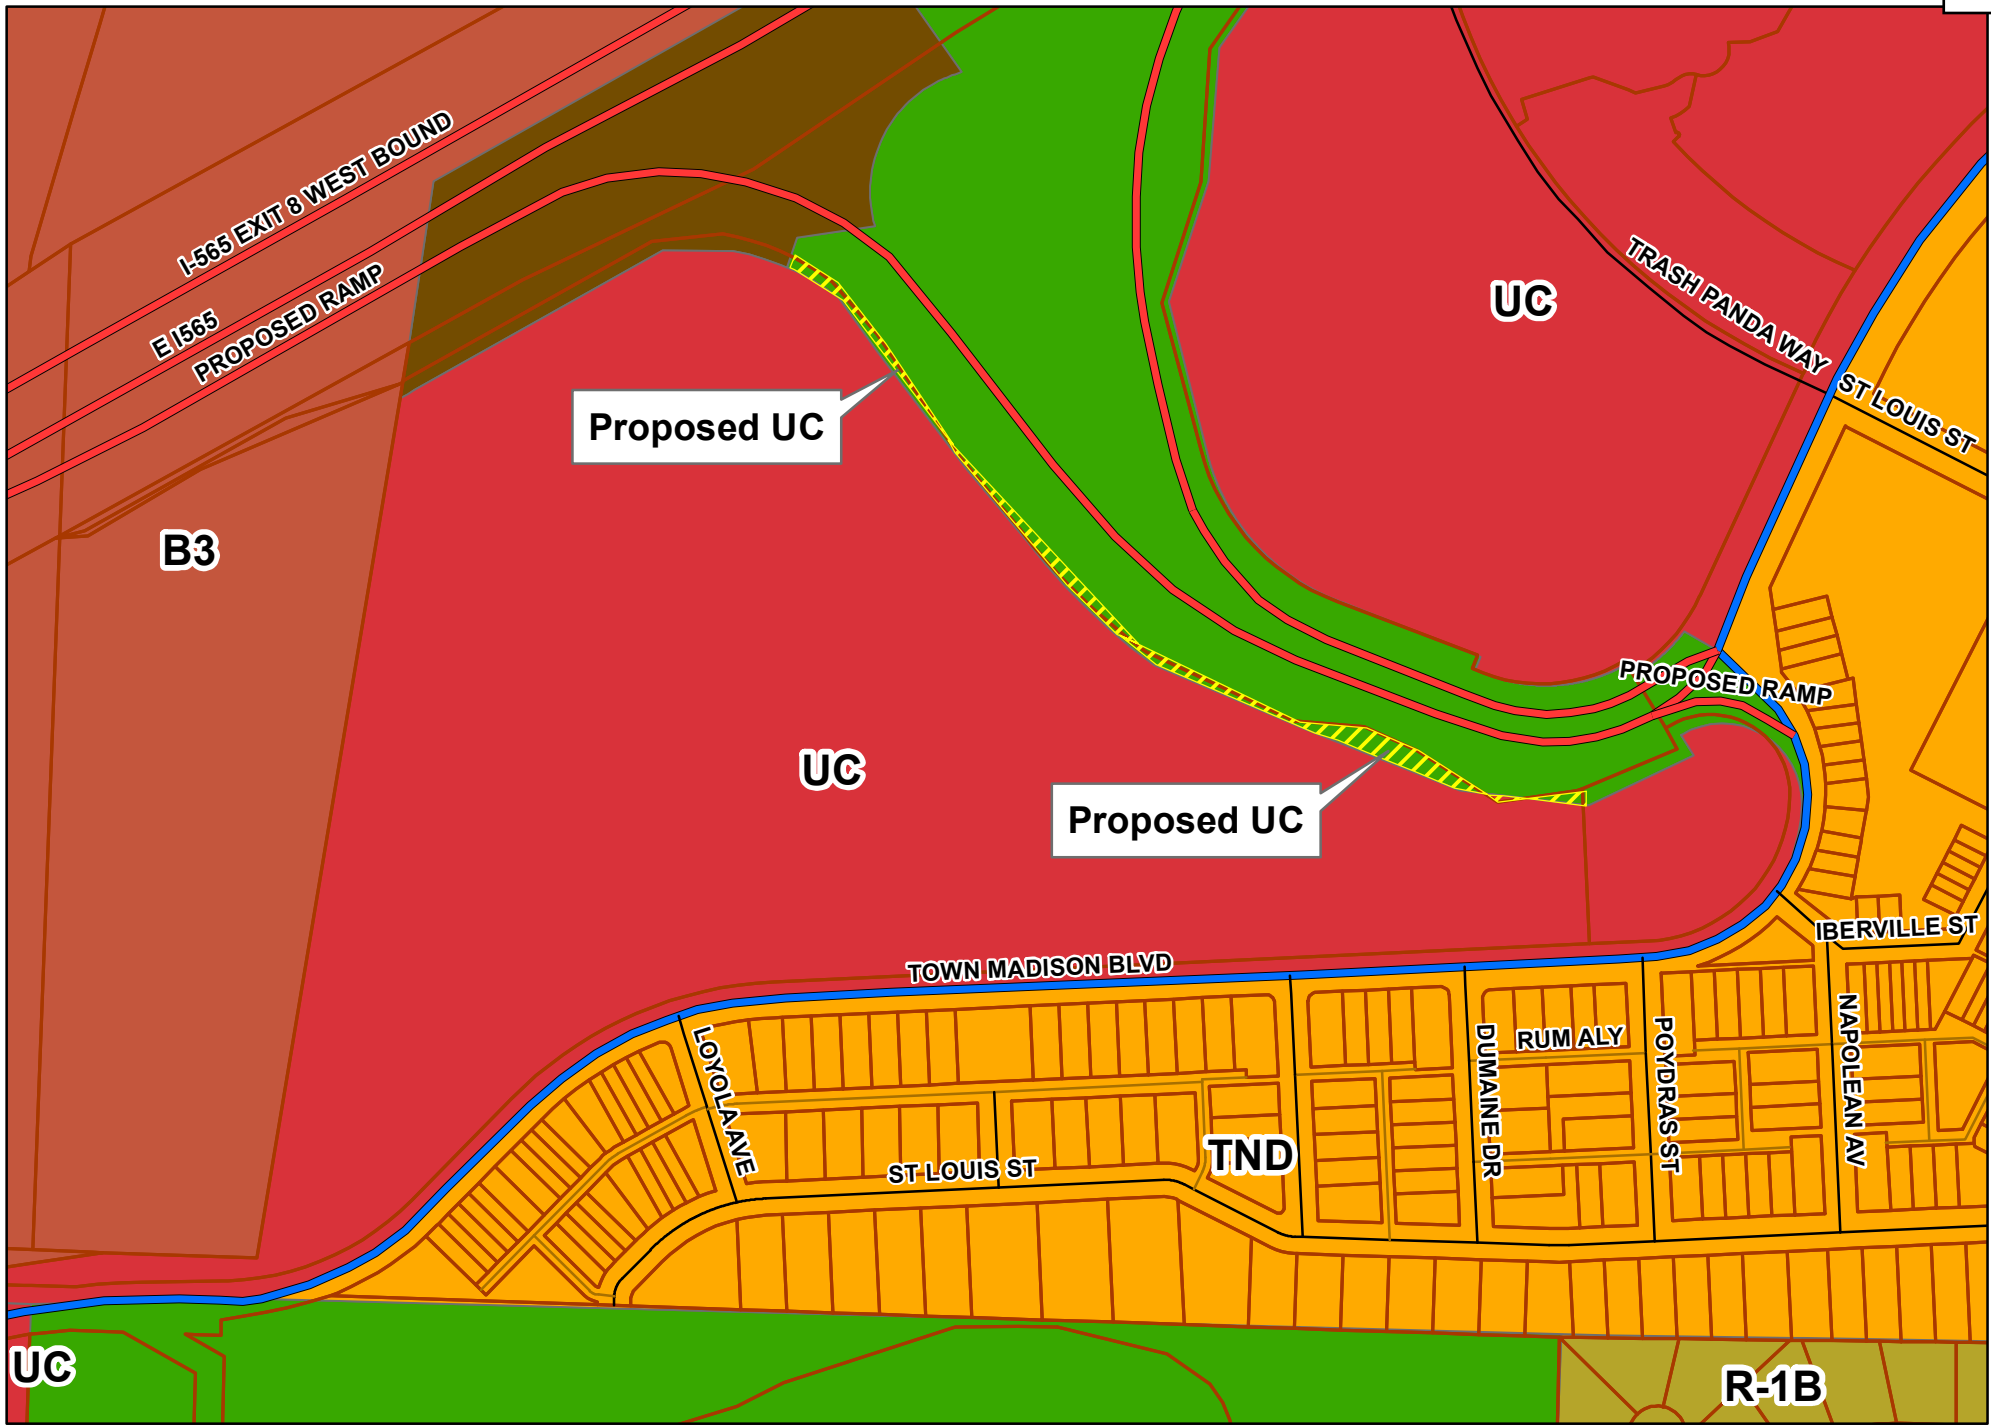 I-565 EXIT 8 WEST BOUND
E I565
PROPOSED RAMP
TRASH PANDA WAY
UC
ST LOUIS ST
Proposed UC
B3
PROPOSED RAMP
UC
Proposed UC
IBERVILLE ST
TOWN MADISON BLVD
LOYOLA AVE
DUMAINE DR
RUM ALY
POYDRAS ST
NAPOLEAN AV
TND
ST LOUIS ST
UC
R-1B